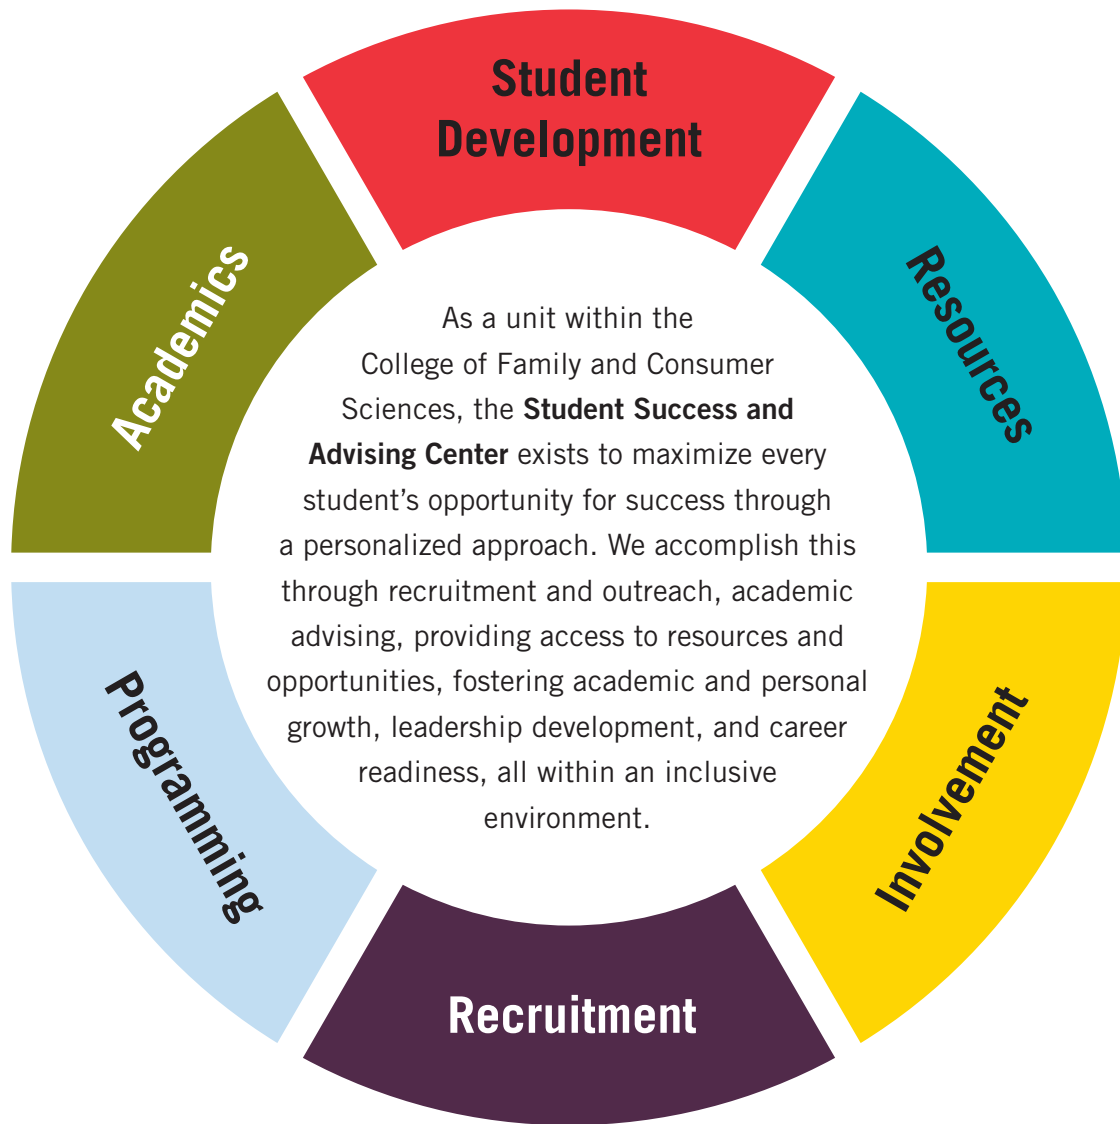 Student
Development
Resources
Involvement
Recruitment
Programming
Academics
As a unit within the
College of Family and Consumer
Sciences, the Student Success and
Advising Center exists to maximize every
student’s opportunity for success through
a personalized approach. We accomplish this
through recruitment and outreach, academic
advising, providing access to resources and
opportunities, fostering academic and personal
growth, leadership development, and career
readiness, all within an inclusive
environment.